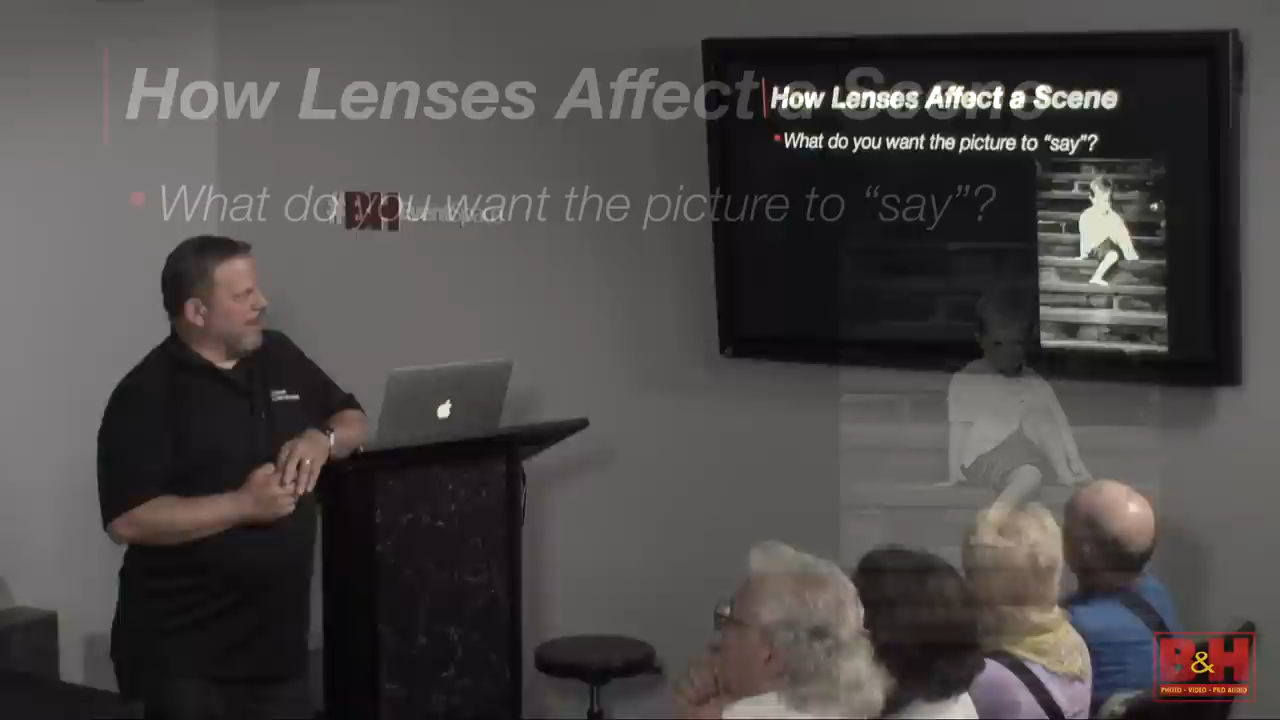 How Lenses Affect a Scene
What do you want the picture to “say”?
How Lenses Affect a Scene
What do you want the picture to “say”?
B&H
B&H
PHOTO - VIDEO - PRO AUDIO